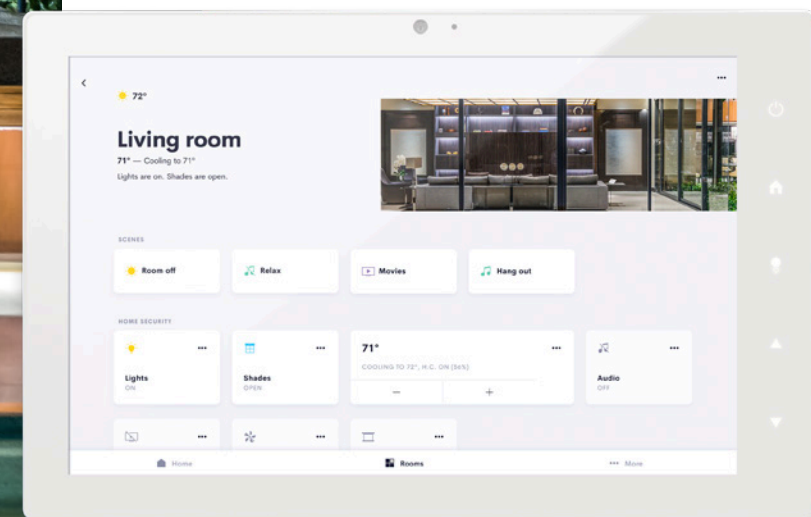 72°
Living room
71° — Cooling to 71°
Lights are on. Shades are open.
SCENES
Room off
Relax
Movies
Hang out
HOME SECURITY
Lights
ON
Shades
OPEN
71°
COOLING TO 72°, H.C. ON (56%)
Audio
OFF
Home
Rooms
More